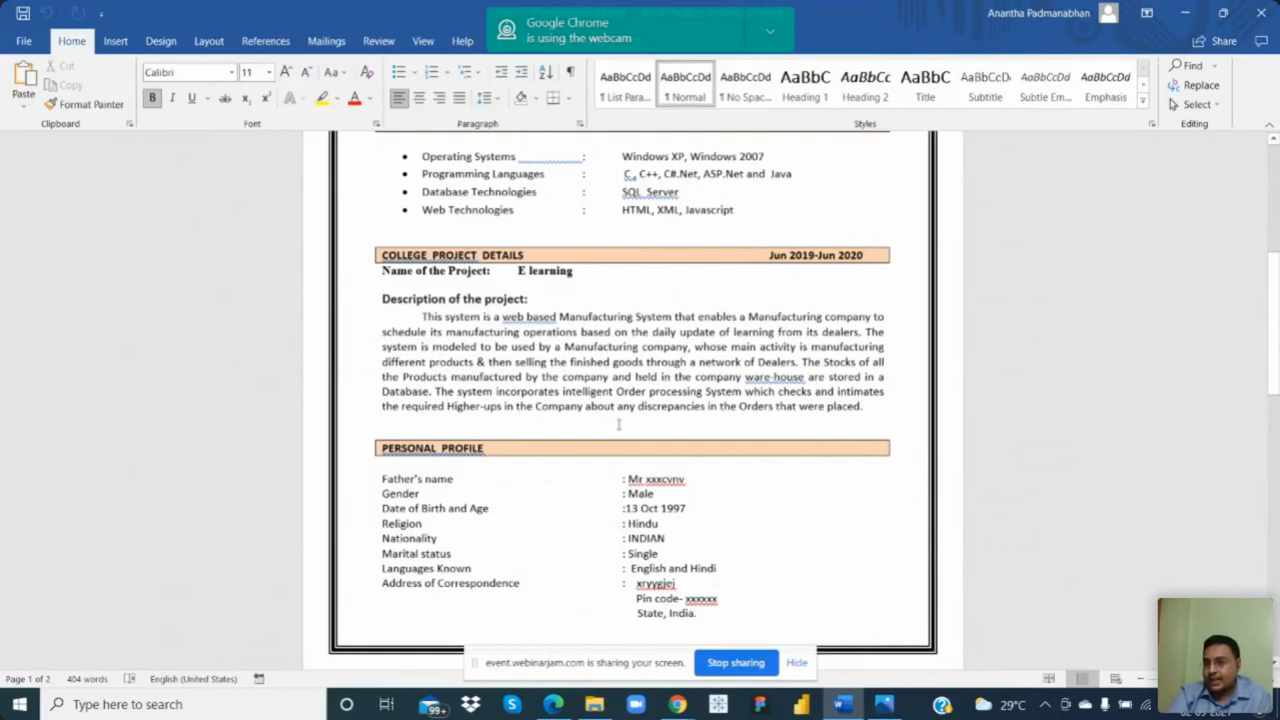 Google Chrome
is using the webcam
Anantha Padmanabhan
File Home Insert Design Layout References Mailings Review View Help Share
Cut
Copy
Paste
Format Painter
Calibri 11
AaBbCcDd AaBbCcDd AaBbCcDd AaBbC AaBbCc AaBbC AaBbCcDd AaBbCcDd AaBbCcDd
¶ List Para... ¶ Normal ¶ No Spac... Heading 1 Heading 2 Title Subtitle Subtle Em... Emphasis
Find
Replace
Select
Clipboard Font Paragraph Styles Editing
• Operating Systems : Windows XP, Windows 2007
• Programming Languages : C, C++, C#.Net, ASP.Net and Java
• Database Technologies : SQL Server
• Web Technologies : HTML, XML, Javascript
COLLEGE PROJECT DETAILS Jun 2019-Jun 2020
Name of the Project: E learning
Description of the project:
This system is a web based Manufacturing System that enables a Manufacturing company to
schedule its manufacturing operations based on the daily update of learning from its dealers. The
system is modeled to be used by a Manufacturing company, whose main activity is manufacturing
different products & then selling the finished goods through a network of Dealers. The Stocks of all
the Products manufactured by the company and held in the company ware-house are stored in a
Database. The system incorporates intelligent Order processing System which checks and intimates
the required Higher-ups in the Company about any discrepancies in the Orders that were placed.
PERSONAL PROFILE
Father's name : Mr xxxcvnv
Gender : Male
Date of Birth and Age :13 Oct 1997
Religion : Hindu
Nationality : INDIAN
Marital status : Single
Languages Known : English and Hindi
Address of Correspondence : xryygjej
Pin code- xxxxxx
State, India.
event.webinarjam.com is sharing your screen. Stop sharing Hide
Page 1 of 2 404 words English (United States)
Type here to search 99+ 29°C